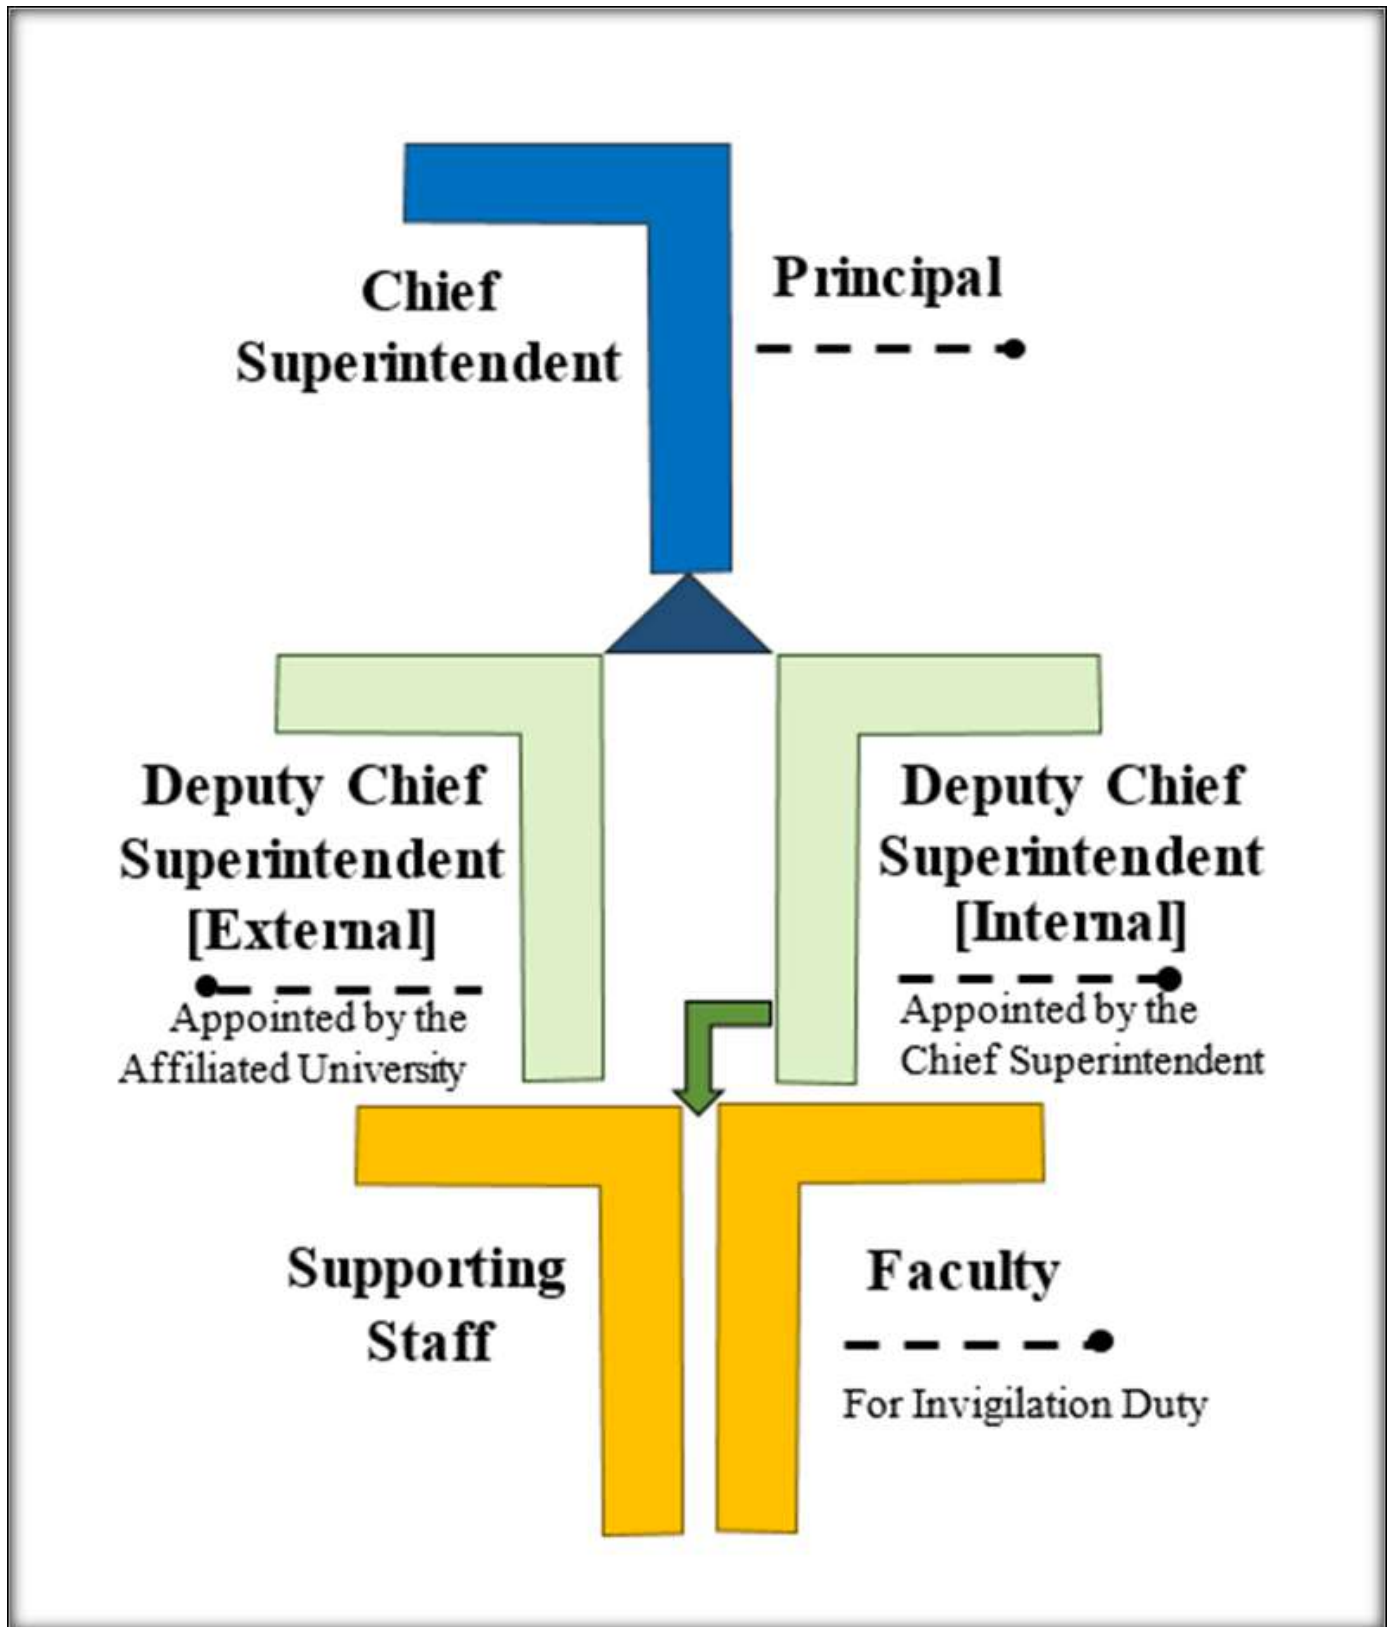 Chief
Superintendent
Principal
Deputy Chief
Superintendent
[External]
Appointed by the
Affiliated University
Deputy Chief
Superintendent
[Internal]
Appointed by the
Chief Superintendent
Supporting
Staff
Faculty
For Invigilation Duty